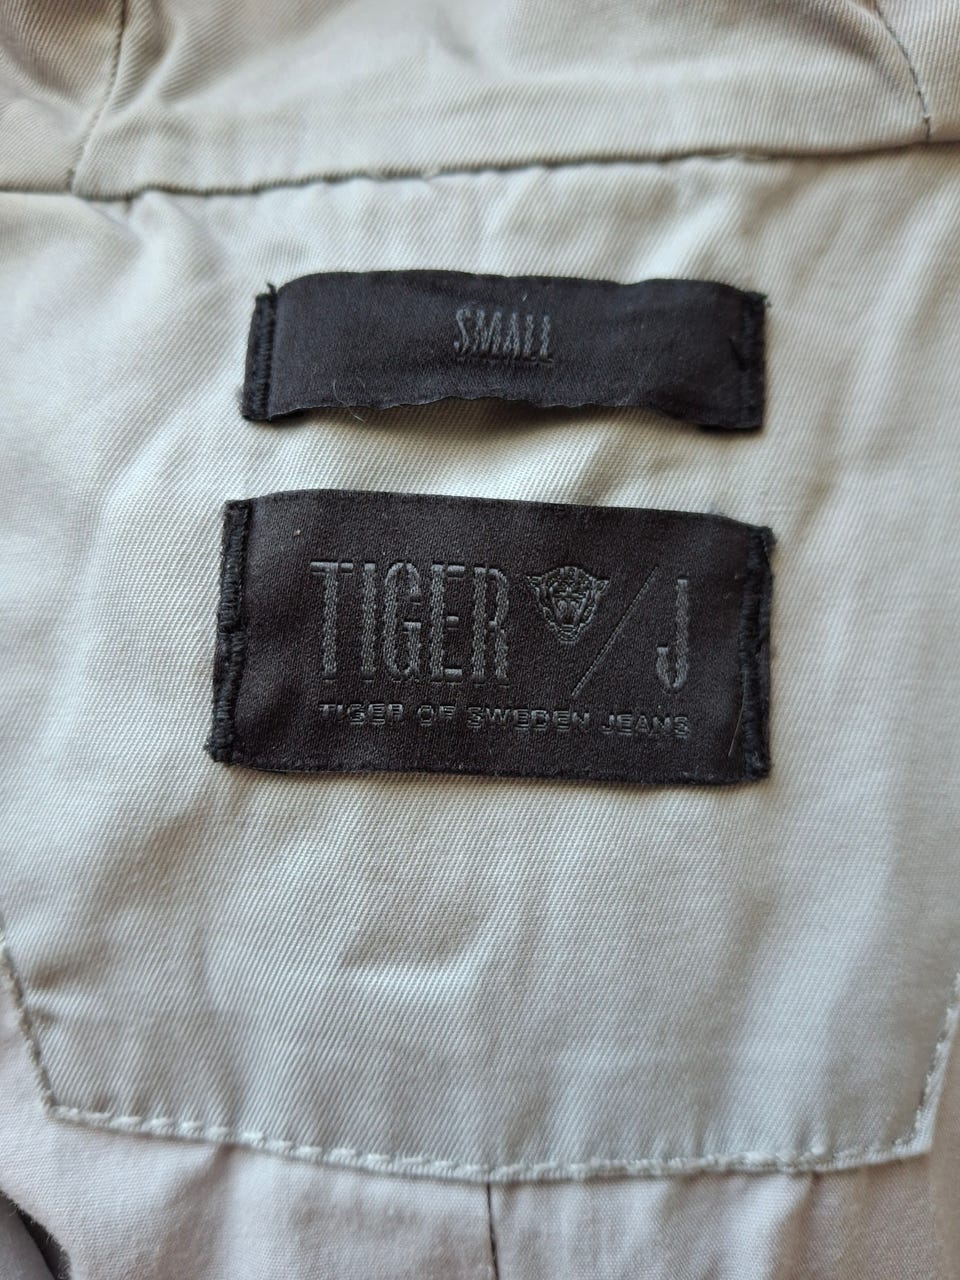 SMALL
TIGER / J
TIGER OF SWEDEN JEANS